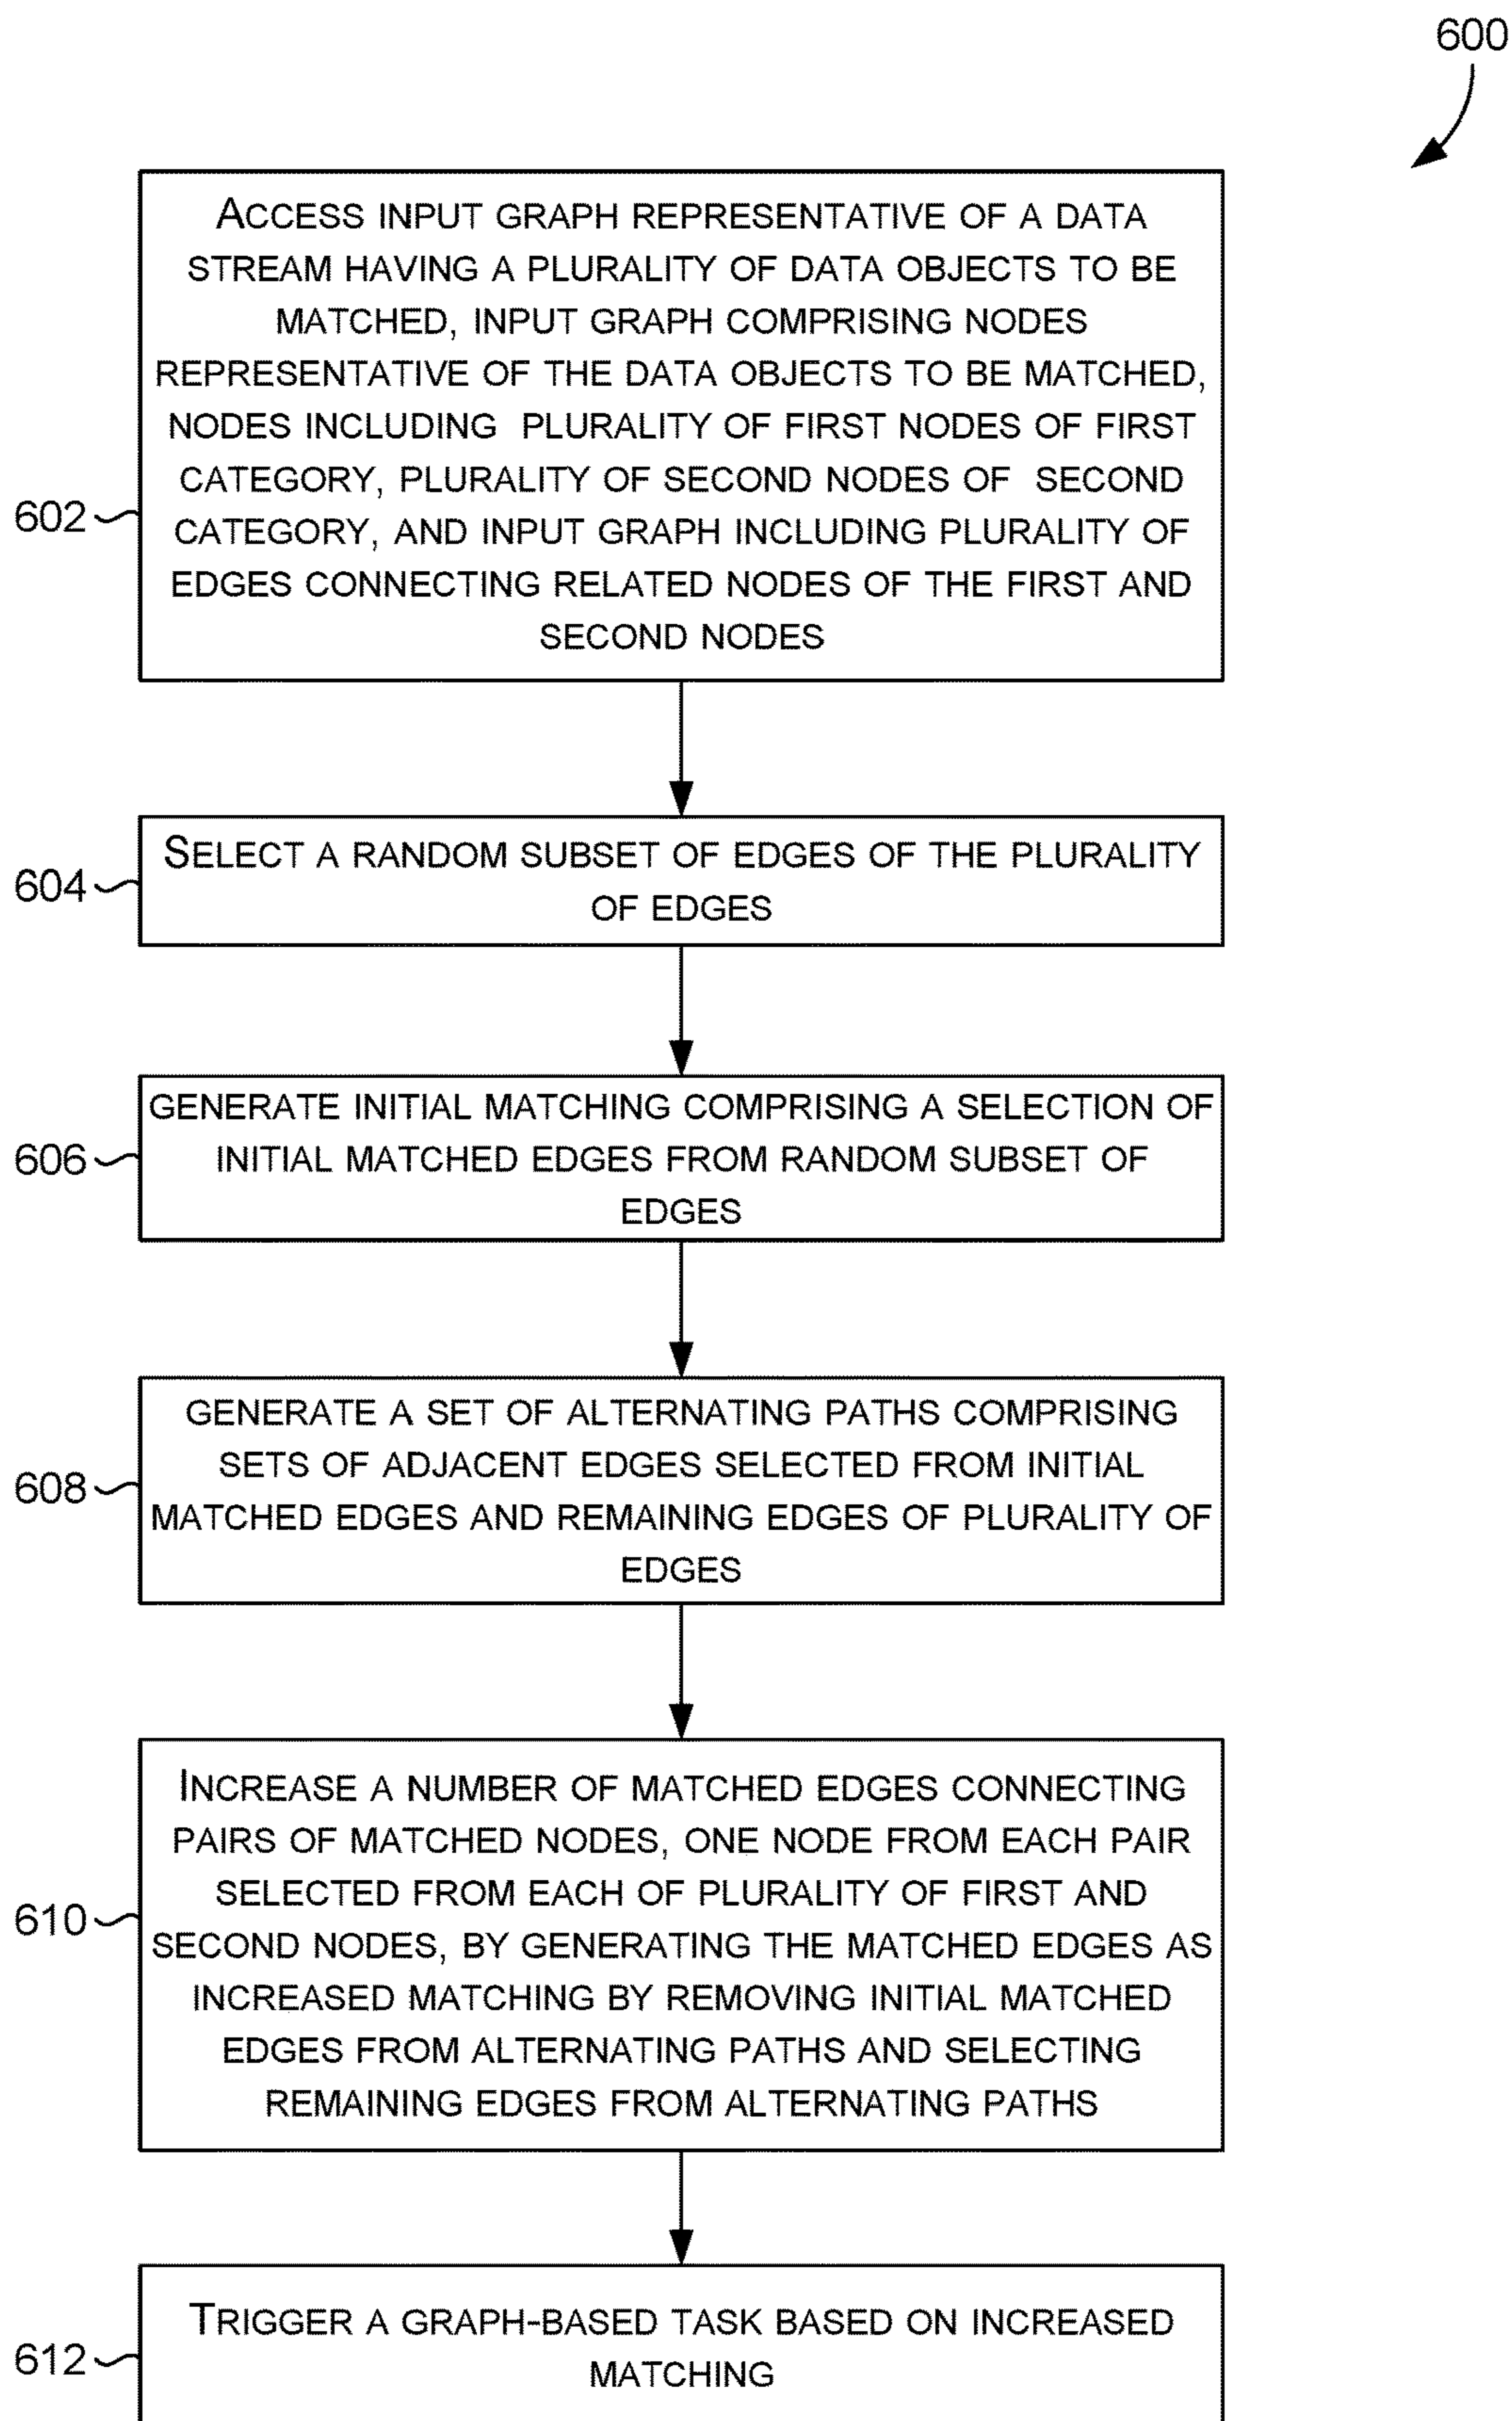 600
ACCESS INPUT GRAPH REPRESENTATIVE OF A DATA
STREAM HAVING A PLURALITY OF DATA OBJECTS TO BE
MATCHED, INPUT GRAPH COMPRISING NODES
REPRESENTATIVE OF THE DATA OBJECTS TO BE MATCHED,
NODES INCLUDING PLURALITY OF FIRST NODES OF FIRST
CATEGORY, PLURALITY OF SECOND NODES OF SECOND
602
CATEGORY, AND INPUT GRAPH INCLUDING PLURALITY OF
EDGES CONNECTING RELATED NODES OF THE FIRST AND
SECOND NODES
SELECT A RANDOM SUBSET OF EDGES OF THE PLURALITY
604
OF EDGES
GENERATE INITIAL MATCHING COMPRISING A SELECTION OF
606
INITIAL MATCHED EDGES FROM RANDOM SUBSET OF
EDGES
GENERATE A SET OF ALTERNATING PATHS COMPRISING
SETS OF ADJACENT EDGES SELECTED FROM INITIAL
608
MATCHED EDGES AND REMAINING EDGES OF PLURALITY OF
EDGES
INCREASE A NUMBER OF MATCHED EDGES CONNECTING
PAIRS OF MATCHED NODES, ONE NODE FROM EACH PAIR
SELECTED FROM EACH OF PLURALITY OF FIRST AND
610
SECOND NODES, BY GENERATING THE MATCHED EDGES AS
INCREASED MATCHING BY REMOVING INITIAL MATCHED
EDGES FROM ALTERNATING PATHS AND SELECTING
REMAINING EDGES FROM ALTERNATING PATHS
TRIGGER A GRAPH-BASED TASK BASED ON INCREASED
612
MATCHING